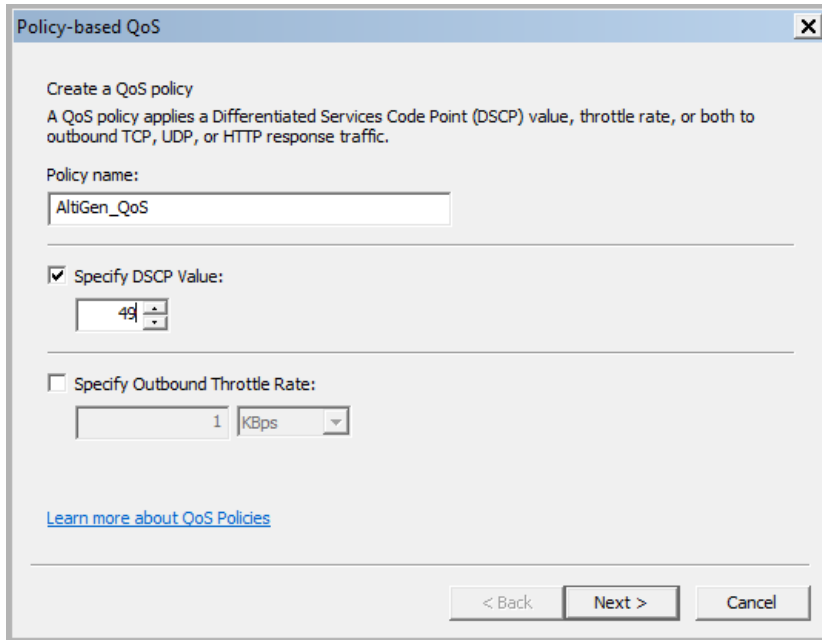 Policy-based QoS
Create a QoS policy
A QoS policy applies a Differentiated Services Code Point (DSCP) value, throttle rate, or both to
outbound TCP, UDP, or HTTP response traffic.
Policy name:
AltiGen_QoS
Specify DSCP Value:
49
Specify Outbound Throttle Rate:
1 KBps
Learn more about QoS Policies
< Back Next > Cancel